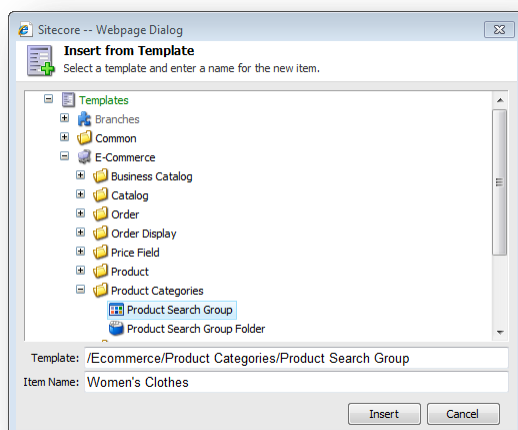 Sitecore -- Webpage Dialog
Insert from Template
Select a template and enter a name for the new item.
Templates
Branches
Common
E-Commerce
Business Catalog
Catalog
Order
Order Display
Price Field
Product
Product Categories
Product Search Group
Product Search Group Folder
Template: /Ecommerce/Product Categories/Product Search Group
Item Name: Women's Clothes
Insert Cancel